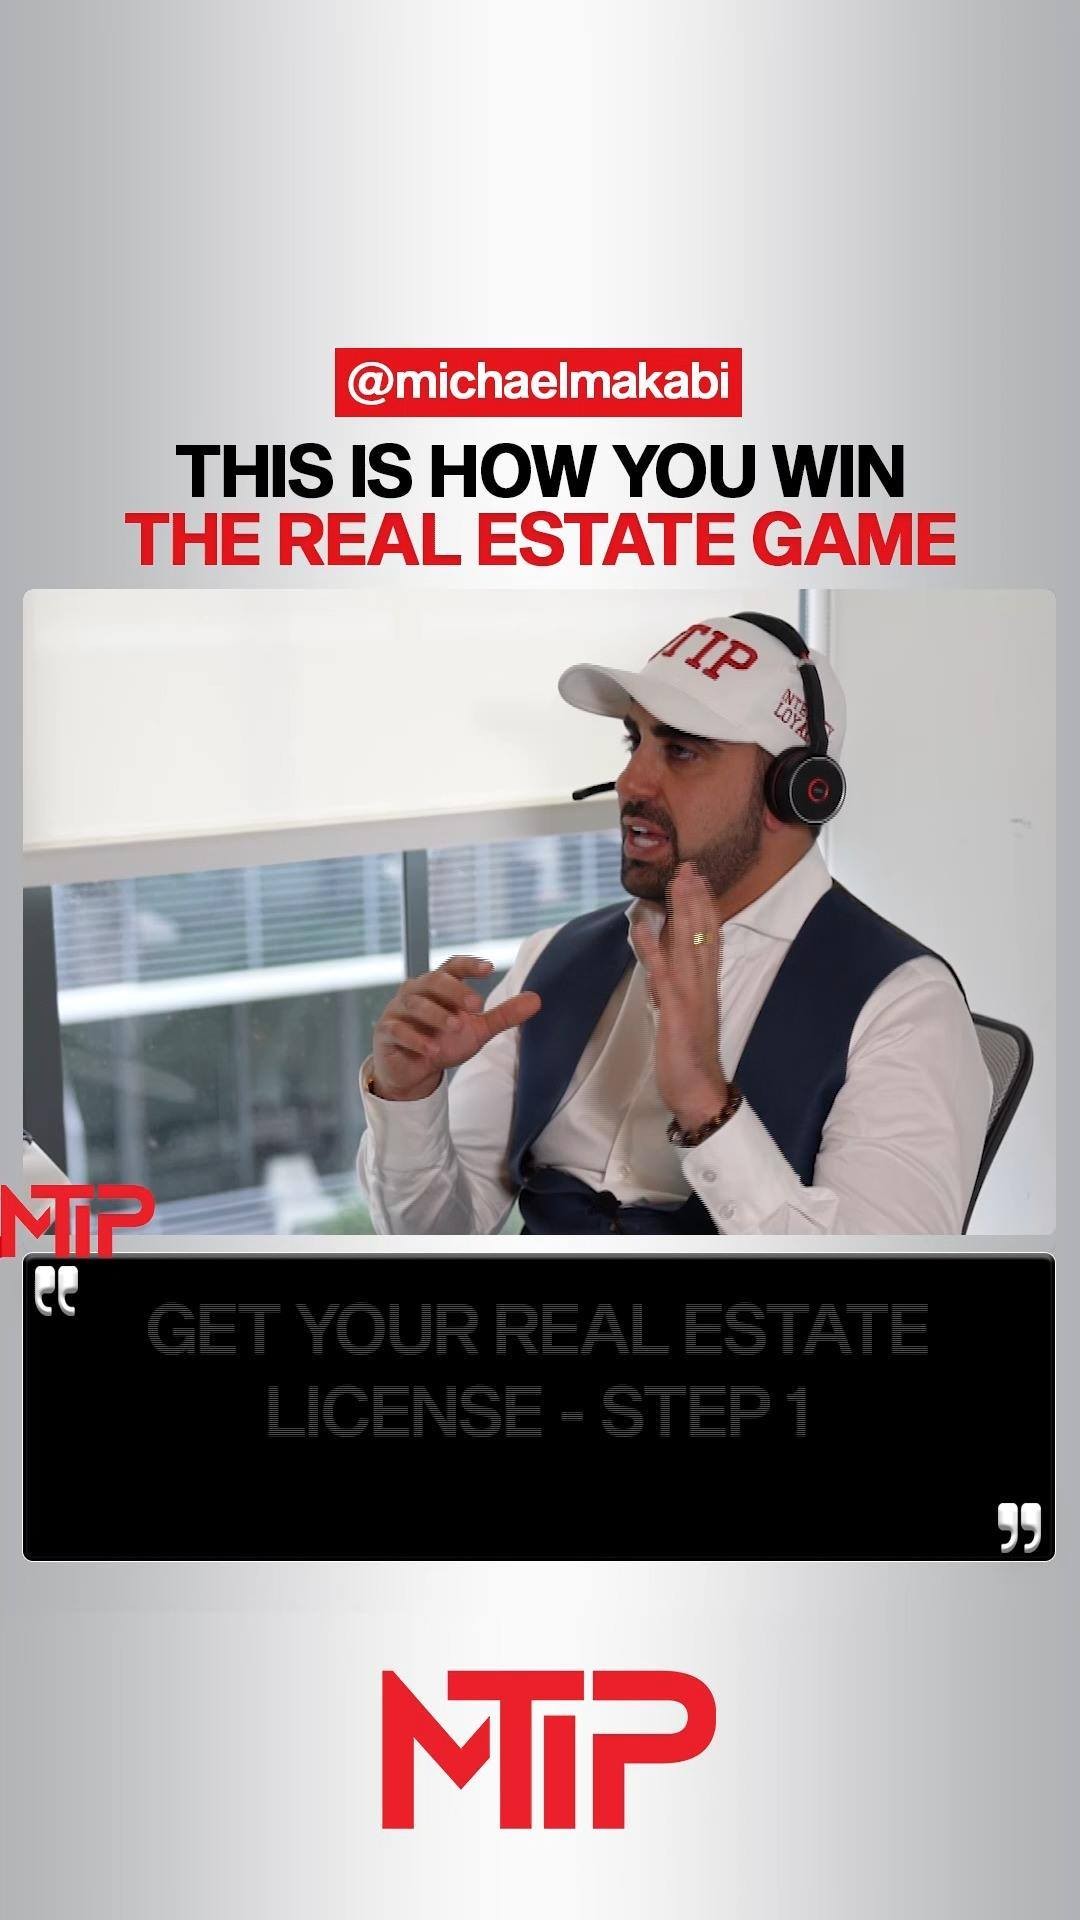 @michaelmakabi
THIS IS HOW YOU WIN
THE REAL ESTATE GAME
TIP
MTIP
GET YOUR REAL ESTATE
LICENSE - STEP 1
MTIP